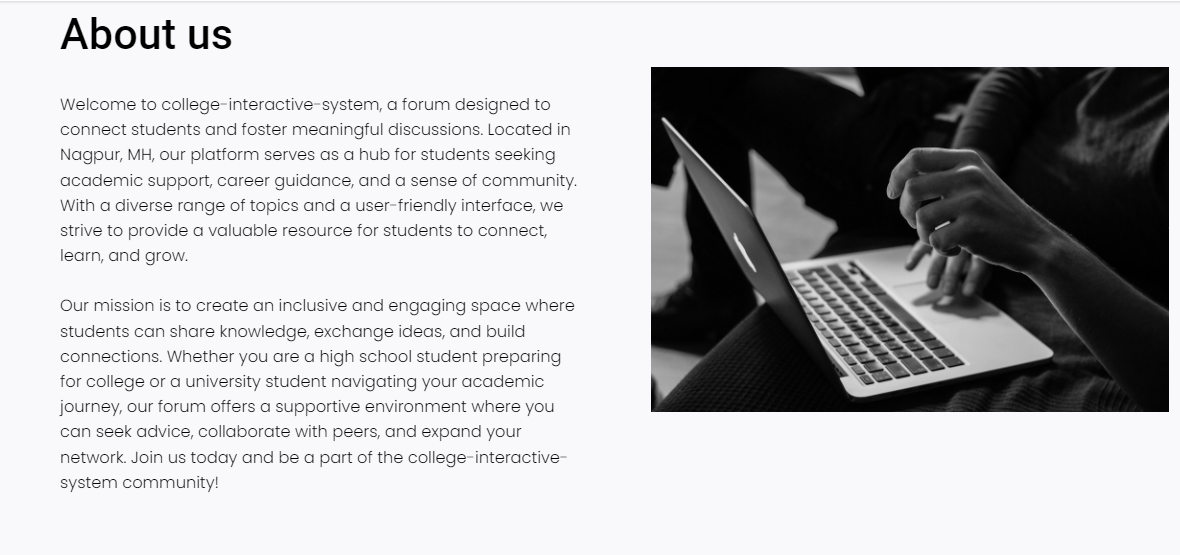 About us
Welcome to college-interactive-system, a forum designed to
connect students and foster meaningful discussions. Located in
Nagpur, MH, our platform serves as a hub for students seeking
academic support, career guidance, and a sense of community.
With a diverse range of topics and a user-friendly interface, we
strive to provide a valuable resource for students to connect,
learn, and grow.
Our mission is to create an inclusive and engaging space where
students can share knowledge, exchange ideas, and build
connections. Whether you are a high school student preparing
for college or a university student navigating your academic
journey, our forum offers a supportive environment where you
can seek advice, collaborate with peers, and expand your
network. Join us today and be a part of the college-interactive-
system community!